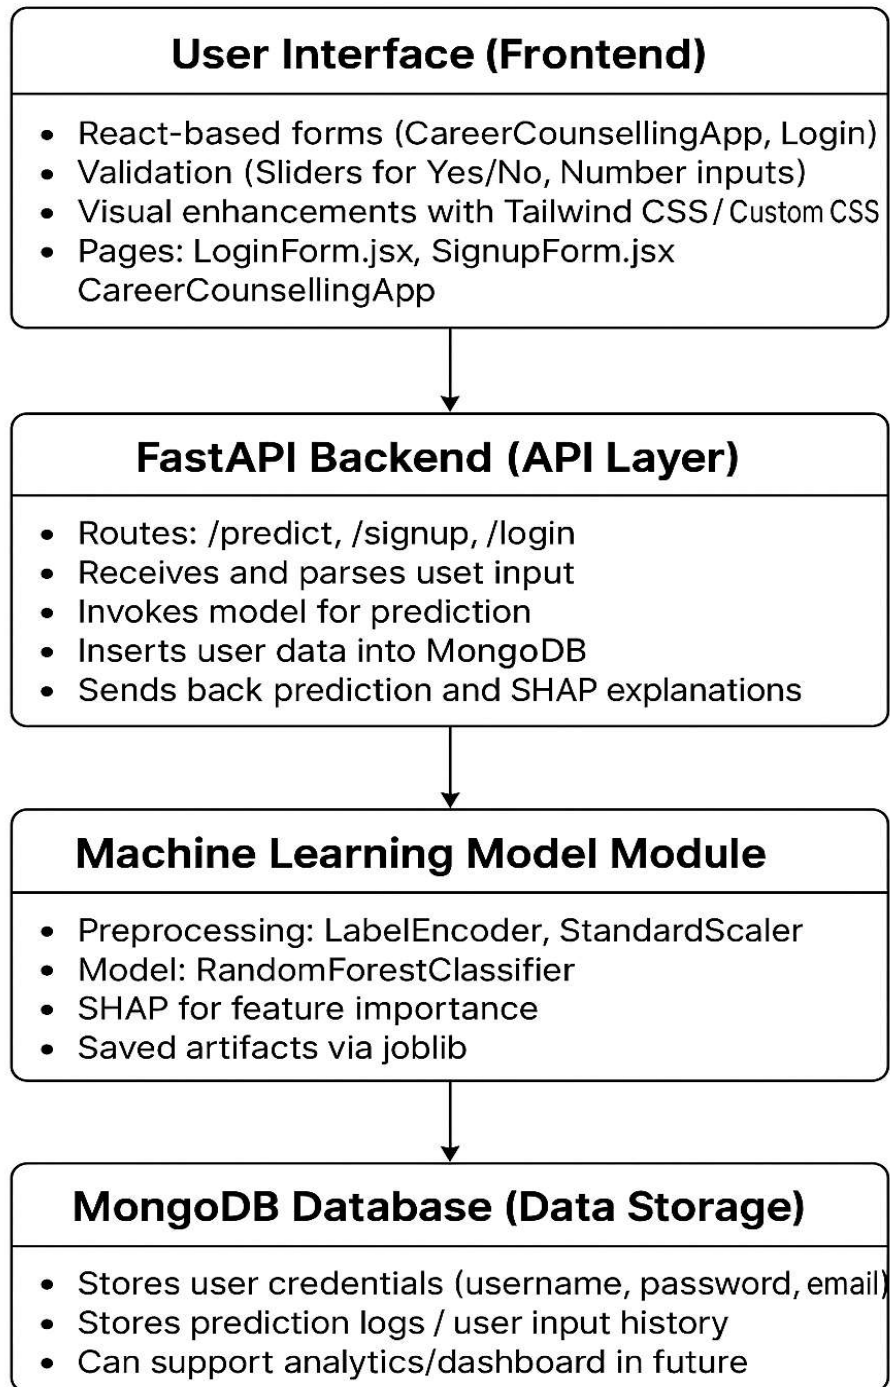 User Interface (Frontend)
• React-based forms (CareerCounsellingApp, Login)
• Validation (Sliders for Yes/No, Number inputs)
• Visual enhancements with Tailwind CSS / Custom CSS
• Pages: LoginForm.jsx, SignupForm.jsx
CareerCounsellingApp
FastAPI Backend (API Layer)
• Routes: /predict, /signup, /login
• Receives and parses uset input
• Invokes model for prediction
• Inserts user data into MongoDB
• Sends back prediction and SHAP explanations
Machine Learning Model Module
• Preprocessing: LabelEncoder, StandardScaler
• Model: RandomForestClassifier
• SHAP for feature importance
• Saved artifacts via joblib
MongoDB Database (Data Storage)
• Stores user credentials (username, password, email)
• Stores prediction logs / user input history
• Can support analytics/dashboard in future